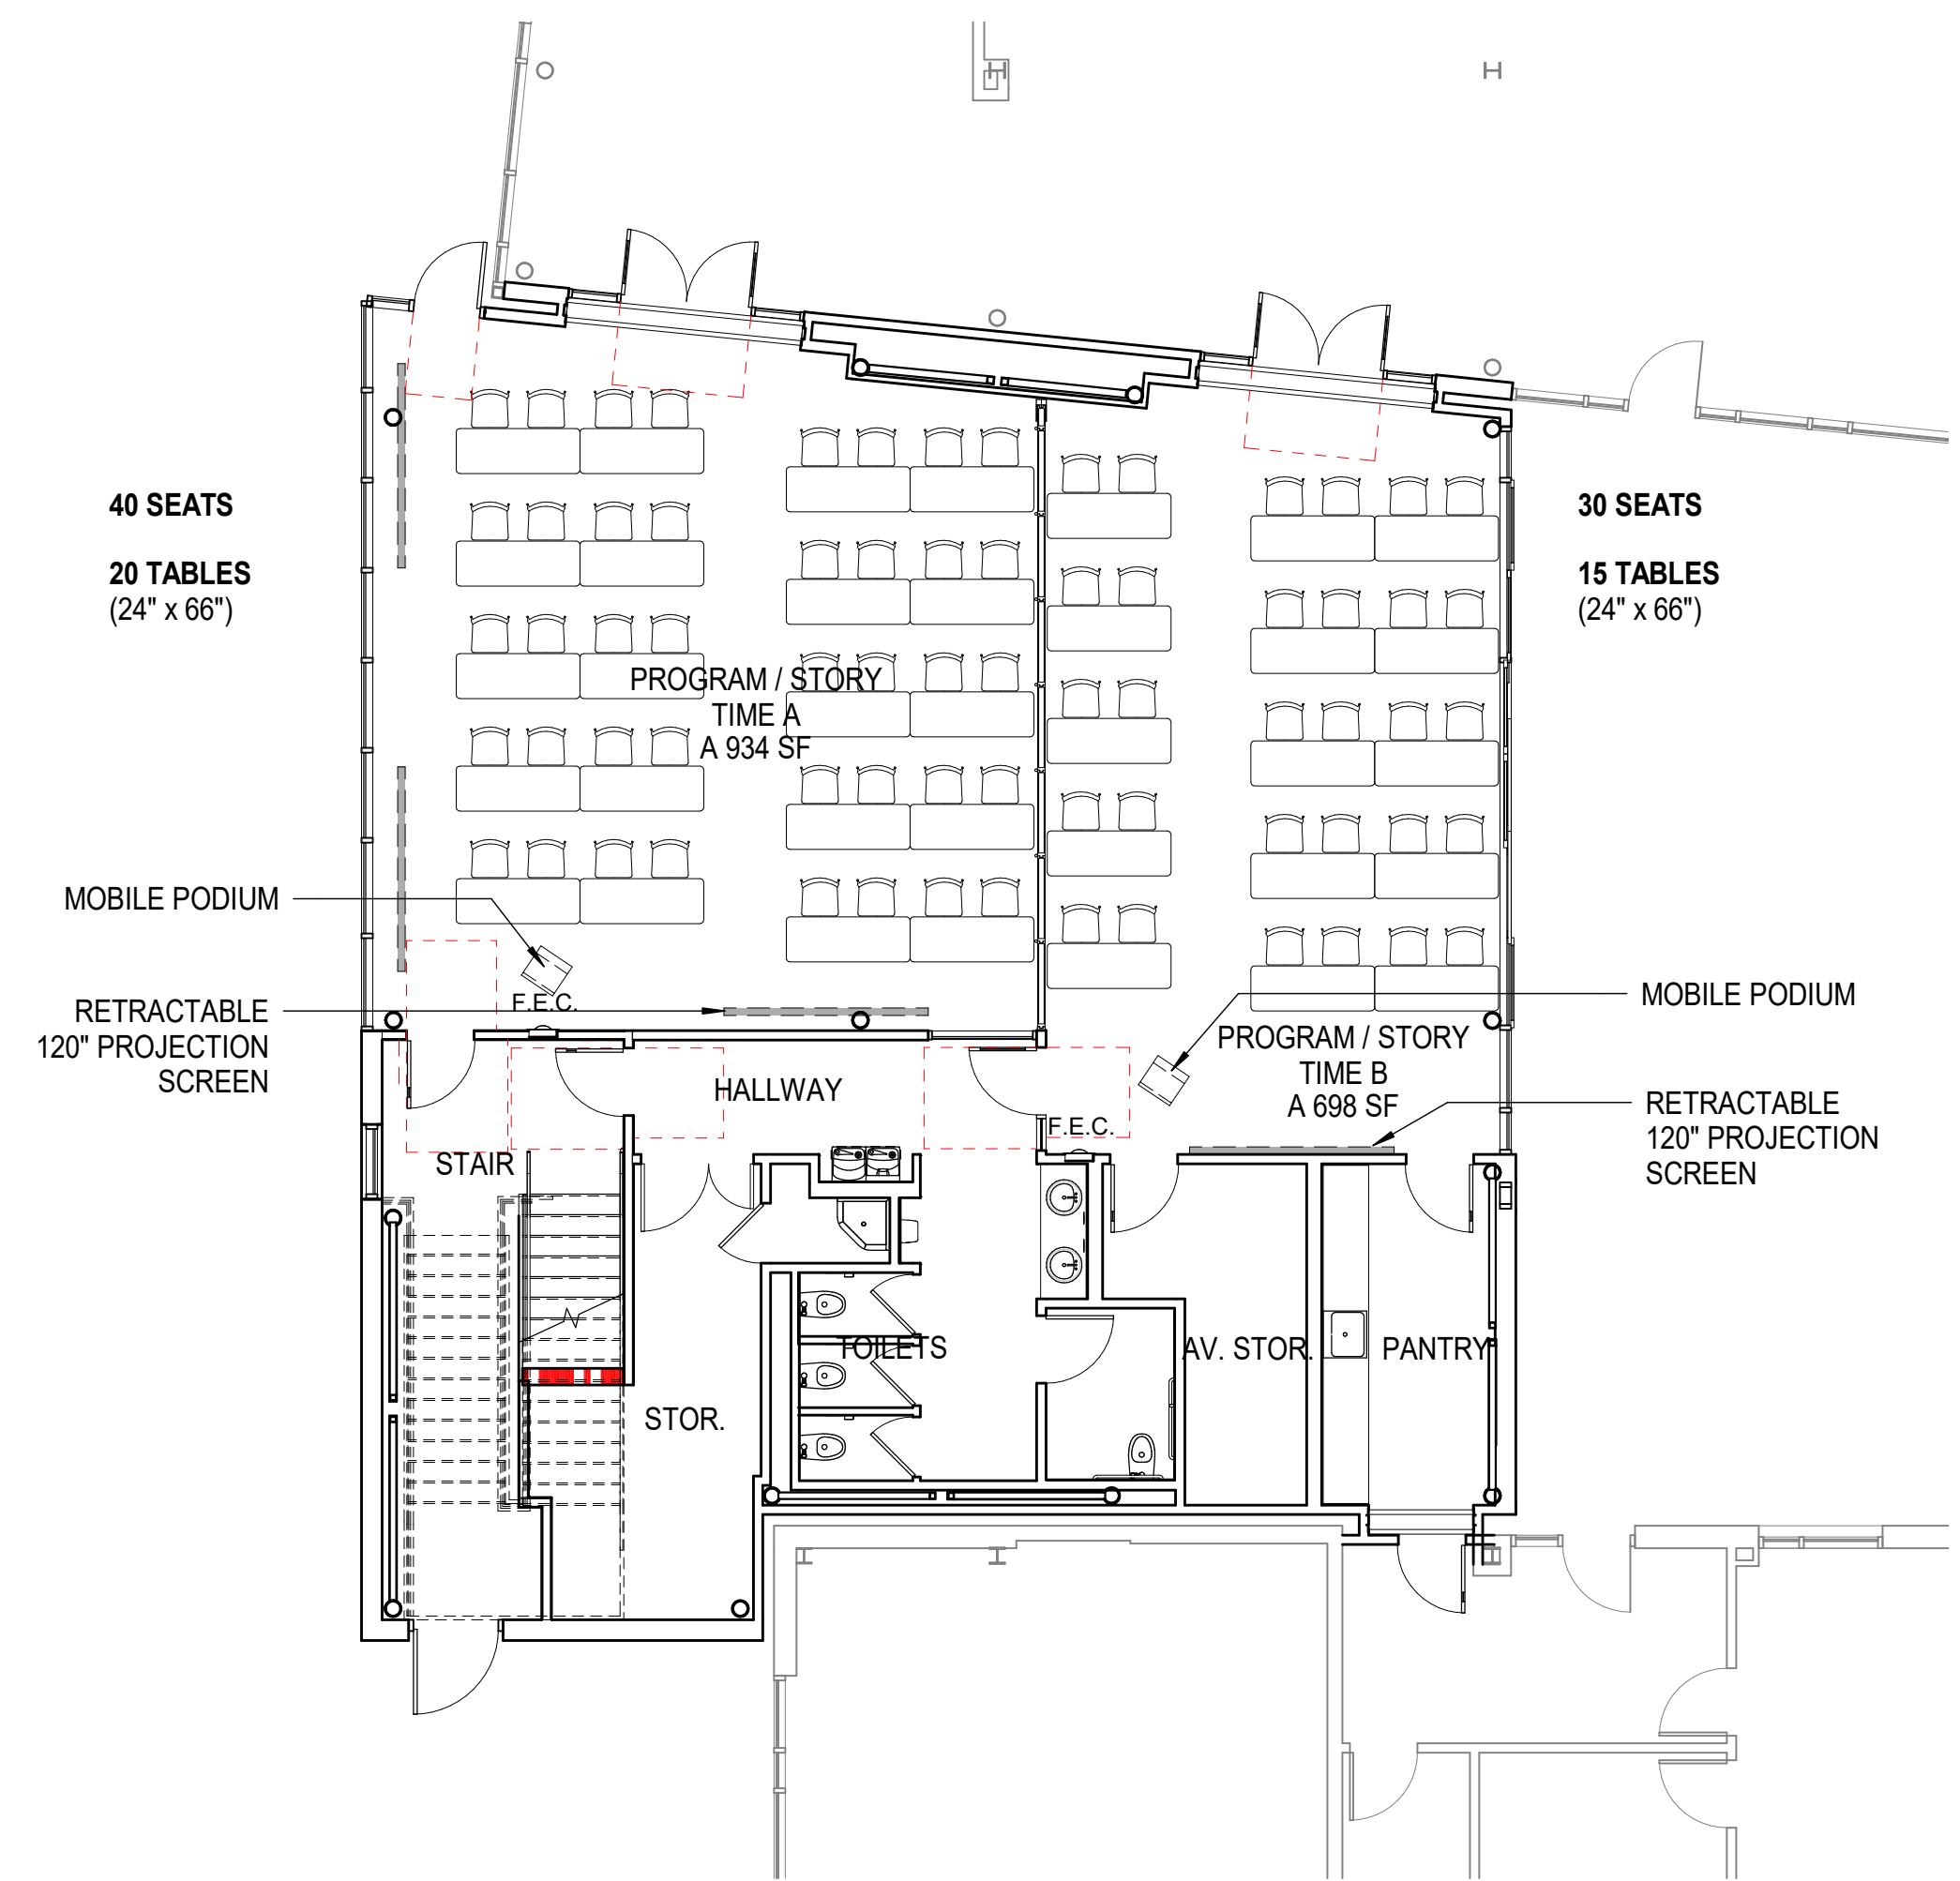 40 SEATS
20 TABLES
(24" x 66")
30 SEATS
15 TABLES
(24" x 66")
PROGRAM / STORY
TIME A
A 934 SF
MOBILE PODIUM
F.E.C.
RETRACTABLE
120" PROJECTION
SCREEN
MOBILE PODIUM
PROGRAM / STORY
TIME B
A 698 SF
HALLWAY
F.E.C.
RETRACTABLE
120" PROJECTION
SCREEN
STAIR
TOILETS
AV. STOR.
PANTRY
STOR.